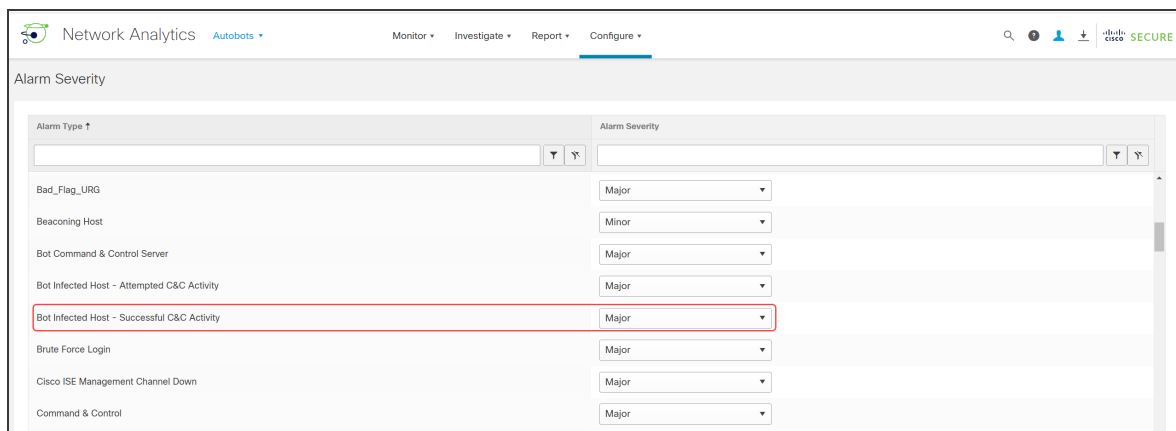 Network Analytics Autobots Monitor Investigate Report Configure cisco SECURE
Alarm Severity
Alarm Type Alarm Severity
Bad_Flag_URG Major
Beaconing Host Minor
Bot Command & Control Server Major
Bot Infected Host - Attempted C&C Activity Major
Bot Infected Host - Successful C&C Activity Major
Brute Force Login Major
Cisco ISE Management Channel Down Major
Command & Control Major